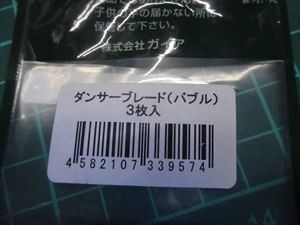 子供の手の届かない所に
保管して下さい。
株式会社 ガイア
ダンサーブレード(バブル)
3枚入
4582107339574
14